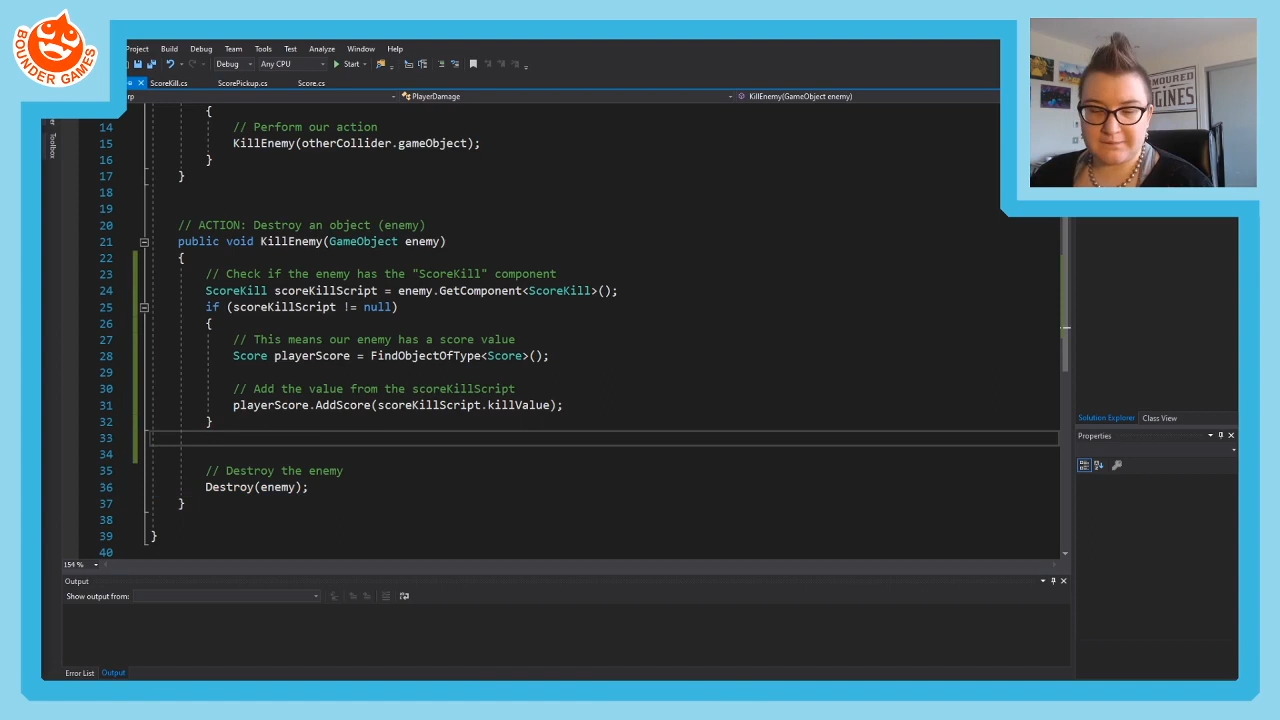 BOUNDER GAMES
Project Build Debug Team Tools Test Analyze Window Help
Debug Any CPU Start
ScoreKill.cs ScorePickup.cs Score.cs
PlayerDamage KillEnemy(GameObject enemy)
Toolbox
{
14 // Perform our action
15 KillEnemy(otherCollider.gameObject);
16 }
17 }
18
19
20 // ACTION: Destroy an object (enemy)
21 public void KillEnemy(GameObject enemy)
22 {
23 // Check if the enemy has the "ScoreKill" component
24 ScoreKill scoreKillScript = enemy.GetComponent<ScoreKill>();
25 if (scoreKillScript != null)
26 {
27 // This means our enemy has a score value
28 Score playerScore = FindObjectOfType<Score>();
29
30 // Add the value from the scoreKillScript
31 playerScore.AddScore(scoreKillScript.killValue);
32 }
33
34
35 // Destroy the enemy
36 Destroy(enemy);
37 }
38
39 }
40
154 %
Output
Show output from:
Error List Output
Solution Explorer Class View
Properties